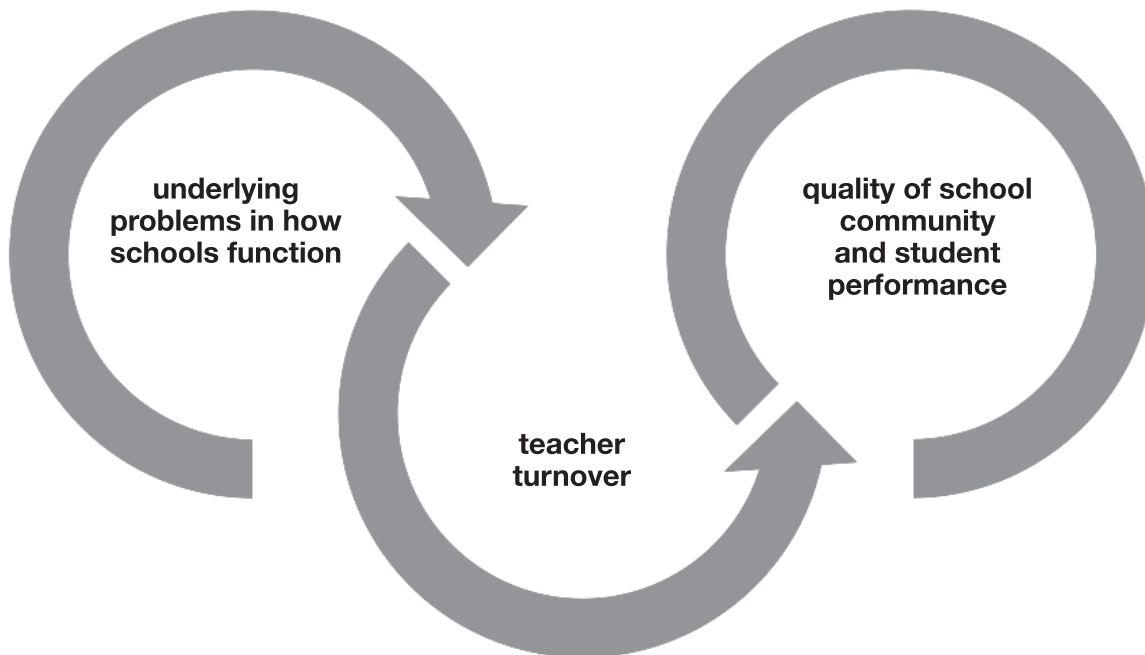 underlying
problems in how
schools function
teacher
turnover
quality of school
community
and student
performance